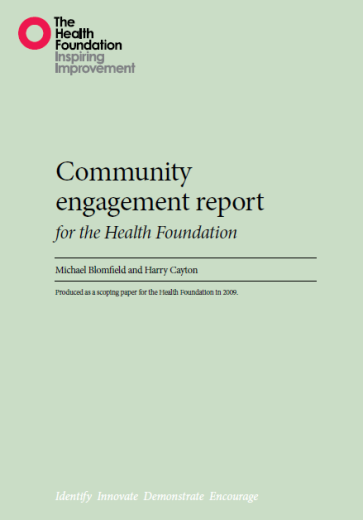 The
Health
Foundation
Inspiring
Improvement
Community
engagement report
for the Health Foundation
Michael Blomfield and Harry Cayton
Produced as a scoping paper for the Health Foundation in 2009.
Identify Innovate Demonstrate Encourage